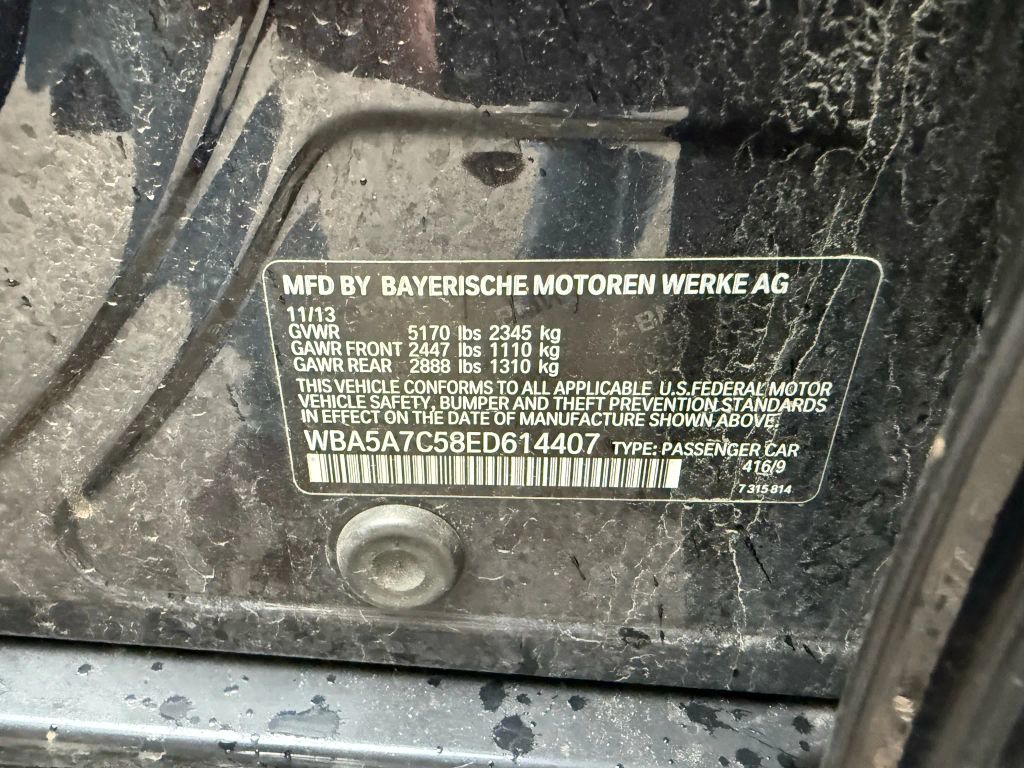 MFD BY BAYERISCHE MOTOREN WERKE AG
11/13
GVWR 5170 lbs 2345 kg
GAWR FRONT 2447 lbs 1110 kg
GAWR REAR 2888 lbs 1310 kg
THIS VEHICLE CONFORMS TO ALL APPLICABLE U.S.FEDERAL MOTOR
VEHICLE SAFETY, BUMPER AND THEFT PREVENTION STANDARDS
IN EFFECT ON THE DATE OF MANUFACTURE SHOWN ABOVE.
WBA5A7C58ED614407 TYPE: PASSENGER CAR
416/9
7 315 814